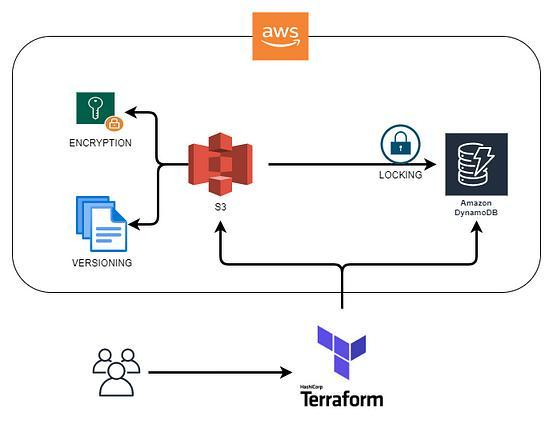 aws
ENCRYPTION
S3
LOCKING
Amazon
DynamoDB
VERSIONING
HashiCorp
Terraform